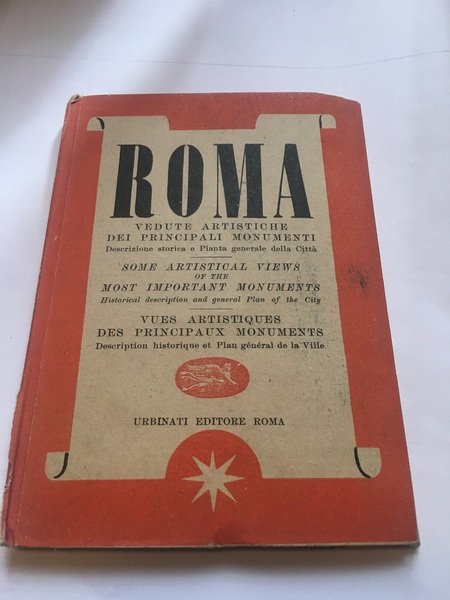 ROMA
VEDUTE ARTISTICHE
DEI PRINCIPALI MONUMENTI
Descrizione storica e Pianta generale della Città
SOME ARTISTICAL VIEWS
OF THE
MOST IMPORTANT MONUMENTS
Historical description and general Plan of the City
VUES ARTISTIQUES
DES PRINCIPAUX MONUMENTS
Description historique et Plan général de la Ville
URBINATI EDITORE ROMA